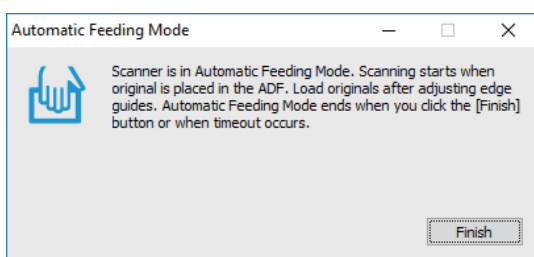 Automatic Feeding Mode
Scanner is in Automatic Feeding Mode. Scanning starts when
original is placed in the ADF. Load originals after adjusting edge
guides. Automatic Feeding Mode ends when you click the [Finish]
button or when timeout occurs.
Finish